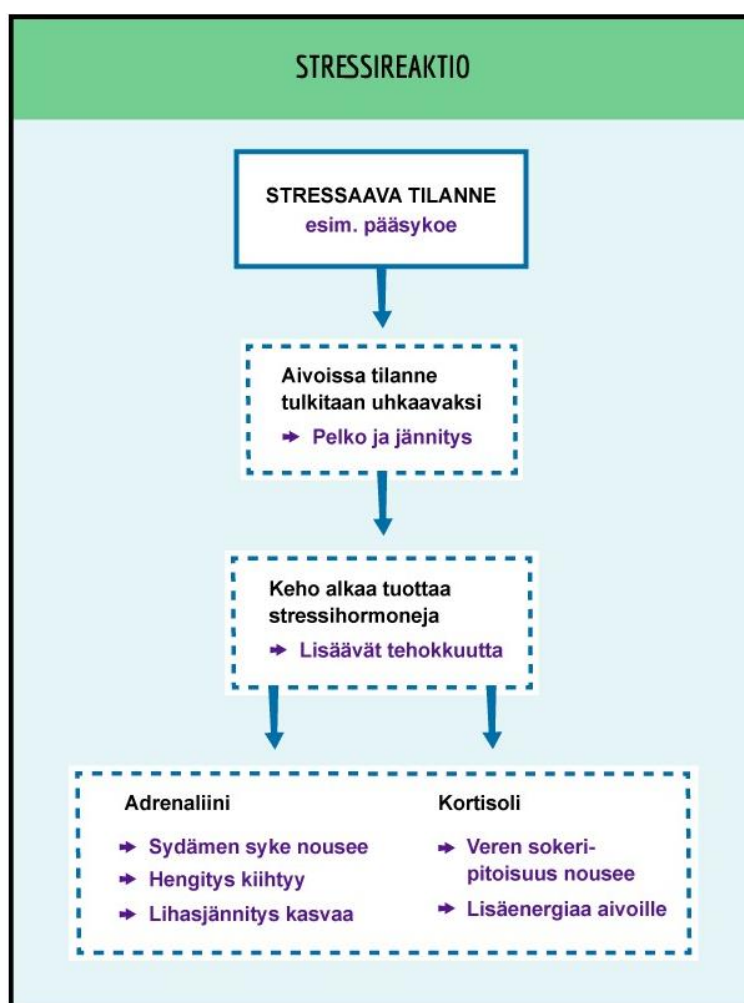 STRESSIREAKTIO
STRESSAAVA TILANNE
esim. pääsykoe
Aivoissa tilanne
tulkitaan uhkaavaksi
Pelko ja jännitys
Keho alkaa tuottaa
stressihormoneja
Lisäävät tehokkuutta
Adrenaliini
Sydämen syke nousee
Hengitys kiihtyy
Lihasjännitys kasvaa
Kortisoli
Veren sokeri-
pitoisuus nousee
Lisäenergiaa aivoille